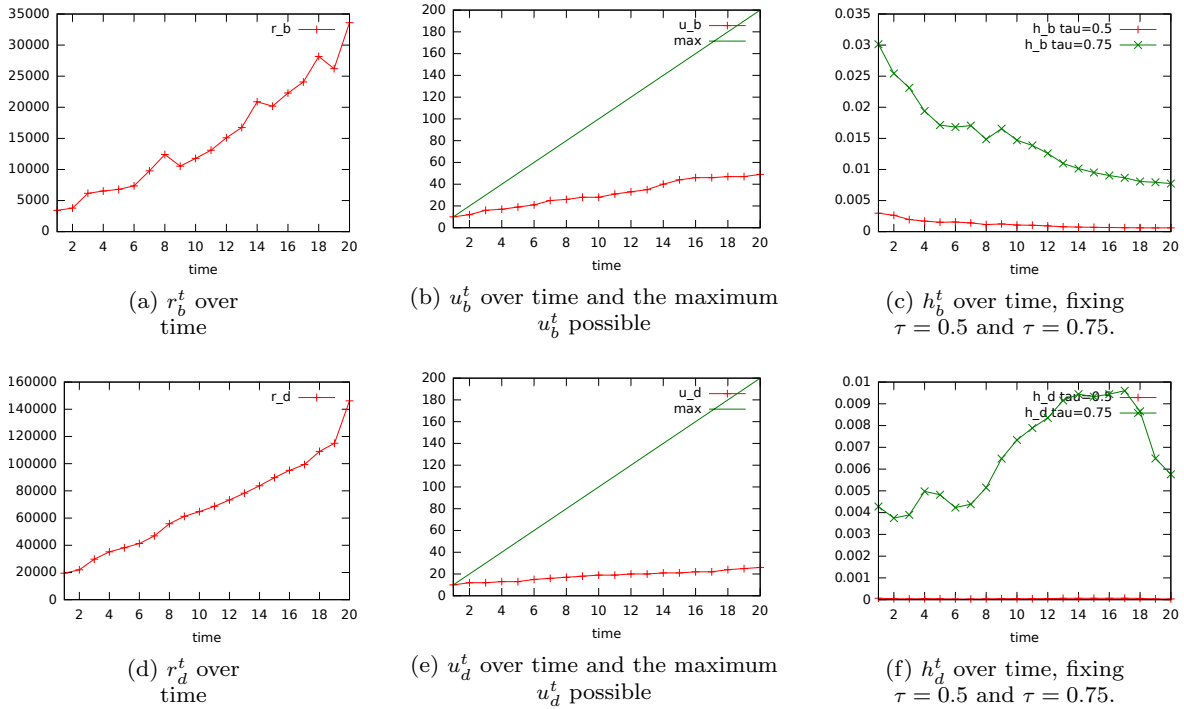 35000
30000
25000
20000
15000
10000
5000
0
r_b
2 4 6 8 10 12 14 16 18 20
time
(a) r_b^t over
time
200
180
160
140
120
100
80
60
40
20
0
u_b
max
2 4 6 8 10 12 14 16 18 20
time
(b) u_b^t over time and the maximum
u_b^t possible
0.035
0.03
0.025
0.02
0.015
0.01
0.005
0
h_b tau=0.5
h_b tau=0.75
2 4 6 8 10 12 14 16 18 20
time
(c) h_b^t over time, fixing
τ = 0.5 and τ = 0.75.
160000
140000
120000
100000
80000
60000
40000
20000
0
r_d
2 4 6 8 10 12 14 16 18 20
time
(d) r_d^t over
time
200
180
160
140
120
100
80
60
40
20
0
u_d
max
2 4 6 8 10 12 14 16 18 20
time
(e) u_d^t over time and the maximum
u_d^t possible
0.01
0.009
0.008
0.007
0.006
0.005
0.004
0.003
0.002
0.001
0
h_d tau=0.5
h_d tau=0.75
2 4 6 8 10 12 14 16 18 20
time
(f) h_d^t over time, fixing
τ = 0.5 and τ = 0.75.